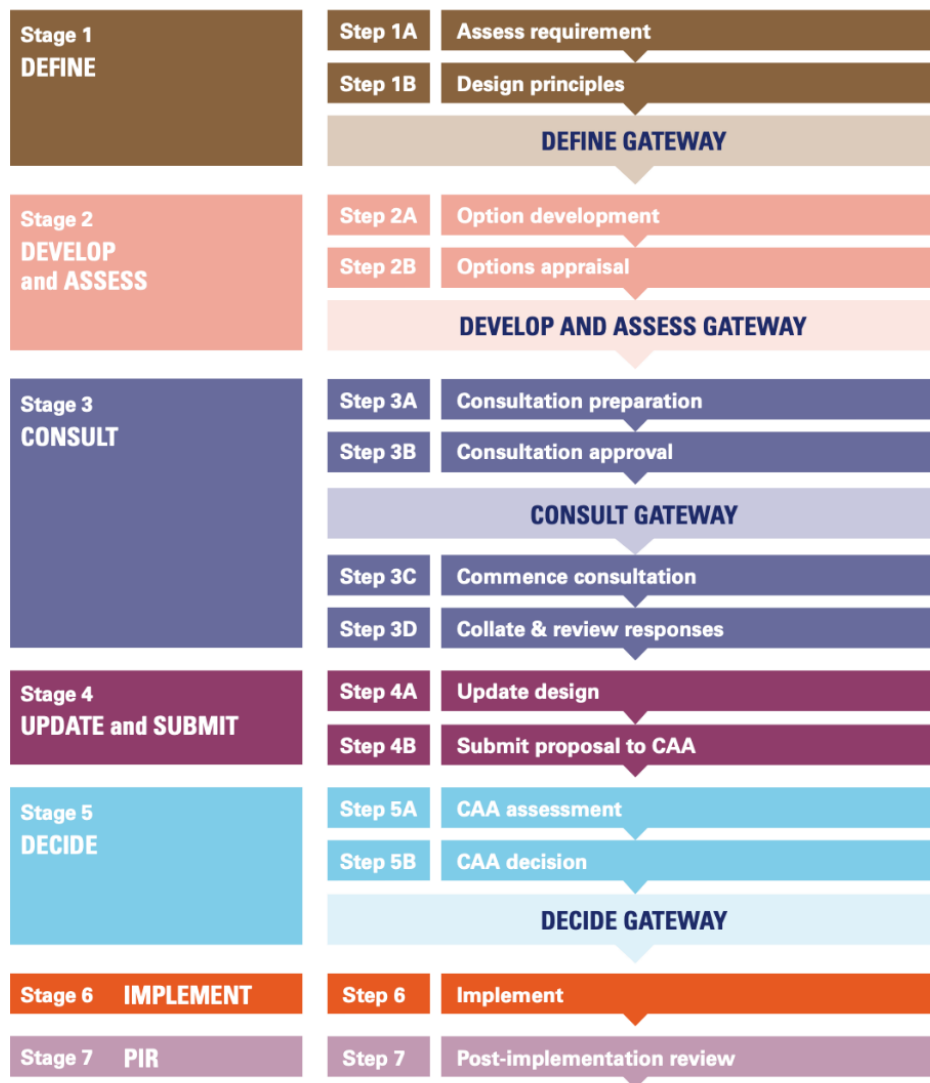 Stage 1
DEFINE
Step 1A Assess requirement
Step 1B Design principles
DEFINE GATEWAY
Stage 2
DEVELOP
and ASSESS
Step 2A Option development
Step 2B Options appraisal
DEVELOP AND ASSESS GATEWAY
Stage 3
CONSULT
Step 3A Consultation preparation
Step 3B Consultation approval
CONSULT GATEWAY
Step 3C Commence consultation
Step 3D Collate & review responses
Stage 4
UPDATE and SUBMIT
Step 4A Update design
Step 4B Submit proposal to CAA
Stage 5
DECIDE
Step 5A CAA assessment
Step 5B CAA decision
DECIDE GATEWAY
Stage 6 IMPLEMENT
Step 6 Implement
Stage 7 PIR
Step 7 Post-implementation review